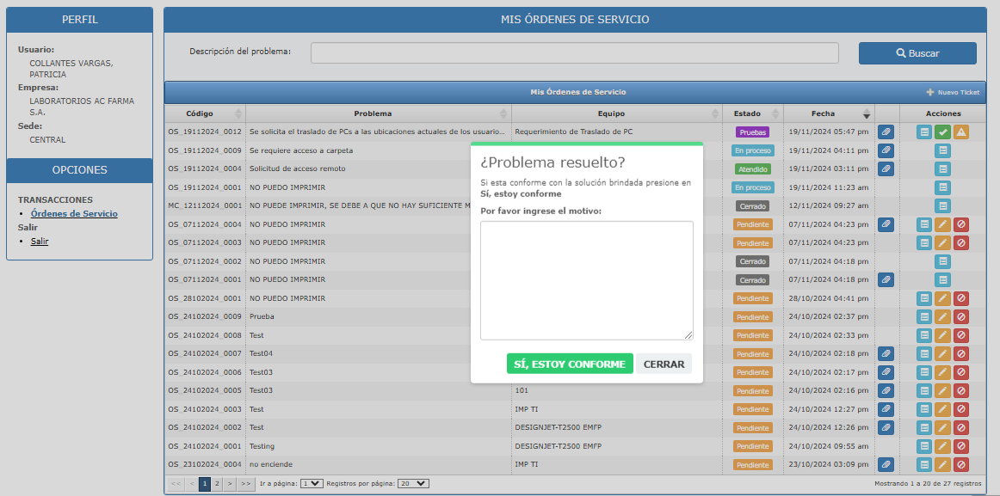 PERFIL
Usuario:
COLLANTES VARGAS,
PATRICIA
Empresa:
LABORATORIOS AC FARMA
S.A.
Sede:
CENTRAL
OPCIONES
TRANSACCIONES
• Órdenes de Servicio
Salir
• Salir
MIS ÓRDENES DE SERVICIO
Descripción del problema:
Buscar
Mis Órdenes de Servicio
Nuevo Ticket
Código Problema Equipo Estado Fecha Acciones
OS_19112024_0012 Se solicita el traslado de PCs a las ubicaciones actuales de los usuario... Requerimiento de Traslado de PC Pruebas 19/11/2024 05:47 pm
OS_19112024_0009 Se requiere acceso a carpeta En proceso 19/11/2024 04:11 pm
OS_19112024_0004 Solicitud de acceso remoto Atendido 19/11/2024 03:11 pm
OS_19112024_0001 NO PUEDO IMPRIMIR En proceso 19/11/2024 11:23 am
MC_12112024_0001 NO PUEDE IMPRIMIR, SE DEBE A QUE NO HAY SUFICIENTE M Cerrado 12/11/2024 09:27 am
OS_07112024_0004 NO PUEDO IMPRIMIR Pendiente 07/11/2024 04:23 pm
OS_07112024_0003 NO PUEDO IMPRIMIR Pendiente 07/11/2024 04:23 pm
OS_07112024_0002 NO PUEDO IMPRIMIR Cerrado 07/11/2024 04:18 pm
OS_07112024_0001 NO PUEDO IMPRIMIR Cerrado 07/11/2024 04:18 pm
OS_28102024_0001 NO PUEDO IMPRIMIR Pendiente 28/10/2024 04:41 pm
OS_24102024_0009 Prueba Pendiente 24/10/2024 02:37 pm
OS_24102024_0008 Test Pendiente 24/10/2024 02:33 pm
OS_24102024_0007 Test04 Pendiente 24/10/2024 02:18 pm
OS_24102024_0006 Test03 Pendiente 24/10/2024 02:17 pm
OS_24102024_0005 Test03 101 Pendiente 24/10/2024 02:16 pm
OS_24102024_0003 Test IMP TI Pendiente 24/10/2024 12:27 pm
OS_24102024_0002 Test DESIGNJET-T2500 EMFP Pendiente 24/10/2024 12:26 pm
OS_24102024_0001 Testing DESIGNJET-T2500 EMFP Pendiente 24/10/2024 09:55 am
OS_23102024_0004 no enciende IMP TI Pendiente 23/10/2024 03:09 pm
<< < 1 2 > >> Ir a página: 1 Registros por página: 20 Mostrando 1 a 20 de 27 registros
¿Problema resuelto?
Si esta conforme con la solución brindada presione en
Sí, estoy conforme
Por favor ingrese el motivo:
SÍ, ESTOY CONFORME CERRAR